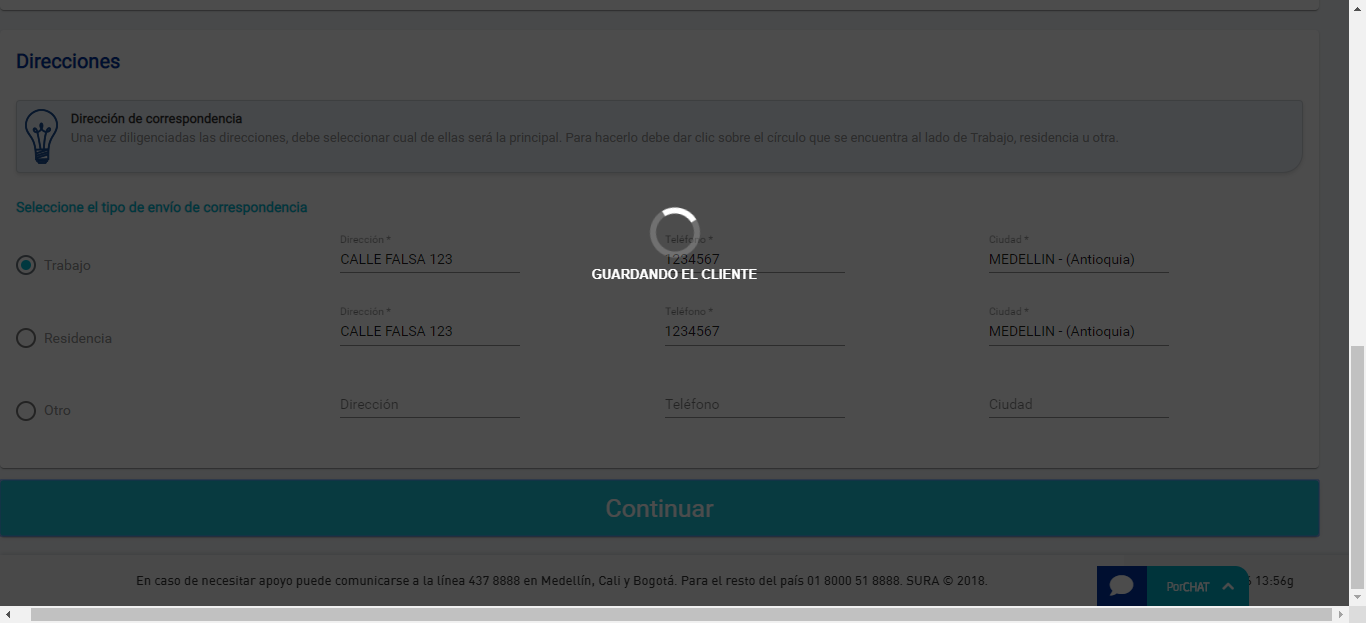 Direcciones
Dirección de correspondencia
Una vez diligenciadas las direcciones, debe seleccionar cual de ellas será la principal. Para hacerlo debe dar clic sobre el círculo que se encuentra al lado de Trabajo, residencia u otra.
Seleccione el tipo de envío de correspondencia
Dirección * Teléfono * Ciudad *
Trabajo CALLE FALSA 123 1234567 MEDELLIN - (Antioquia)
GUARDANDO EL CLIENTE
Dirección * Teléfono * Ciudad *
Residencia CALLE FALSA 123 1234567 MEDELLIN - (Antioquia)
Otro Dirección Teléfono Ciudad
Continuar
En caso de necesitar apoyo puede comunicarse a la línea 437 8888 en Medellín, Cali y Bogotá. Para el resto del país 01 8000 51 8888. SURA © 2018.
PorCHAT 13:56g